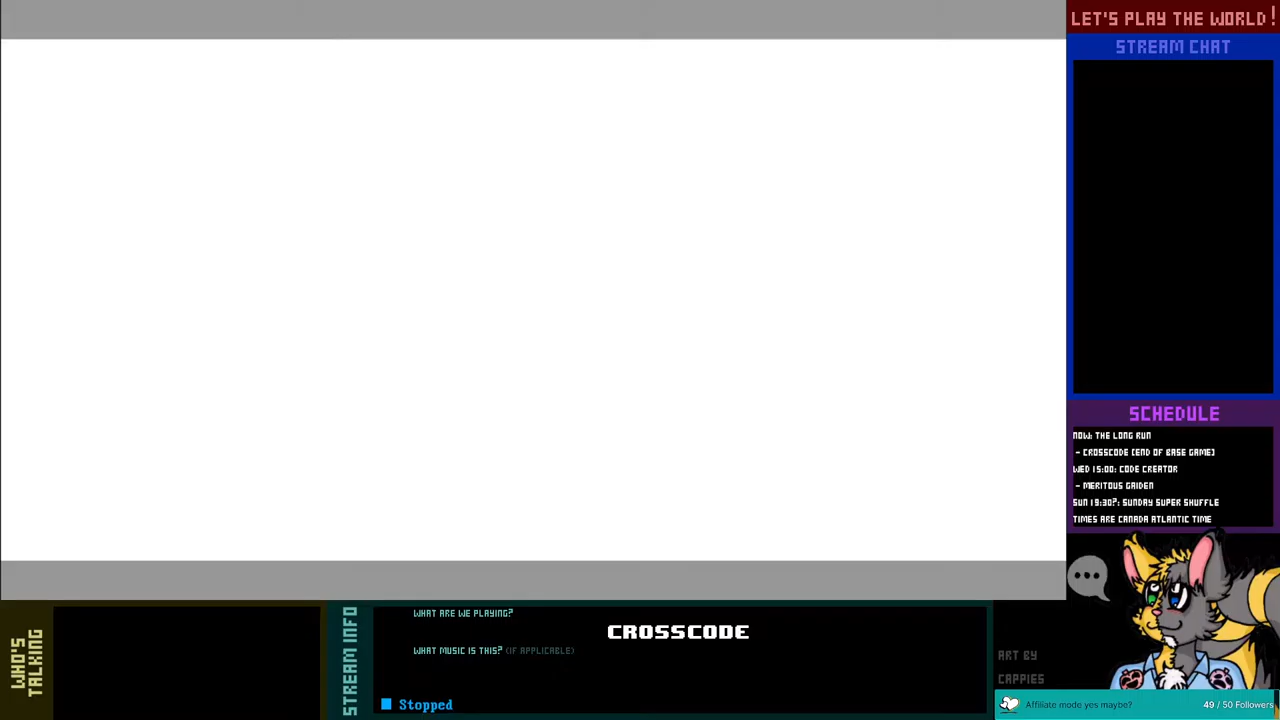 LET'S PLAY THE WORLD!
STREAM CHAT
SCHEDULE
NOW: THE LONG RUN
- CROSSCODE [END OF BASE GAME]
WED 15:00: CODE CREATOR
- MERITOUS GAIDEN
SUN 19:30?: SUNDAY SUPER SHUFFLE
TIMES ARE CANADA ATLANTIC TIME
WHO'S TALKING
STREAM INFO
WHAT ARE WE PLAYING?
CROSSCODE
WHAT MUSIC IS THIS? (IF APPLICABLE)
Stopped
ART BY
CAPPIES
Affiliate mode yes maybe? 49 / 50 Followers